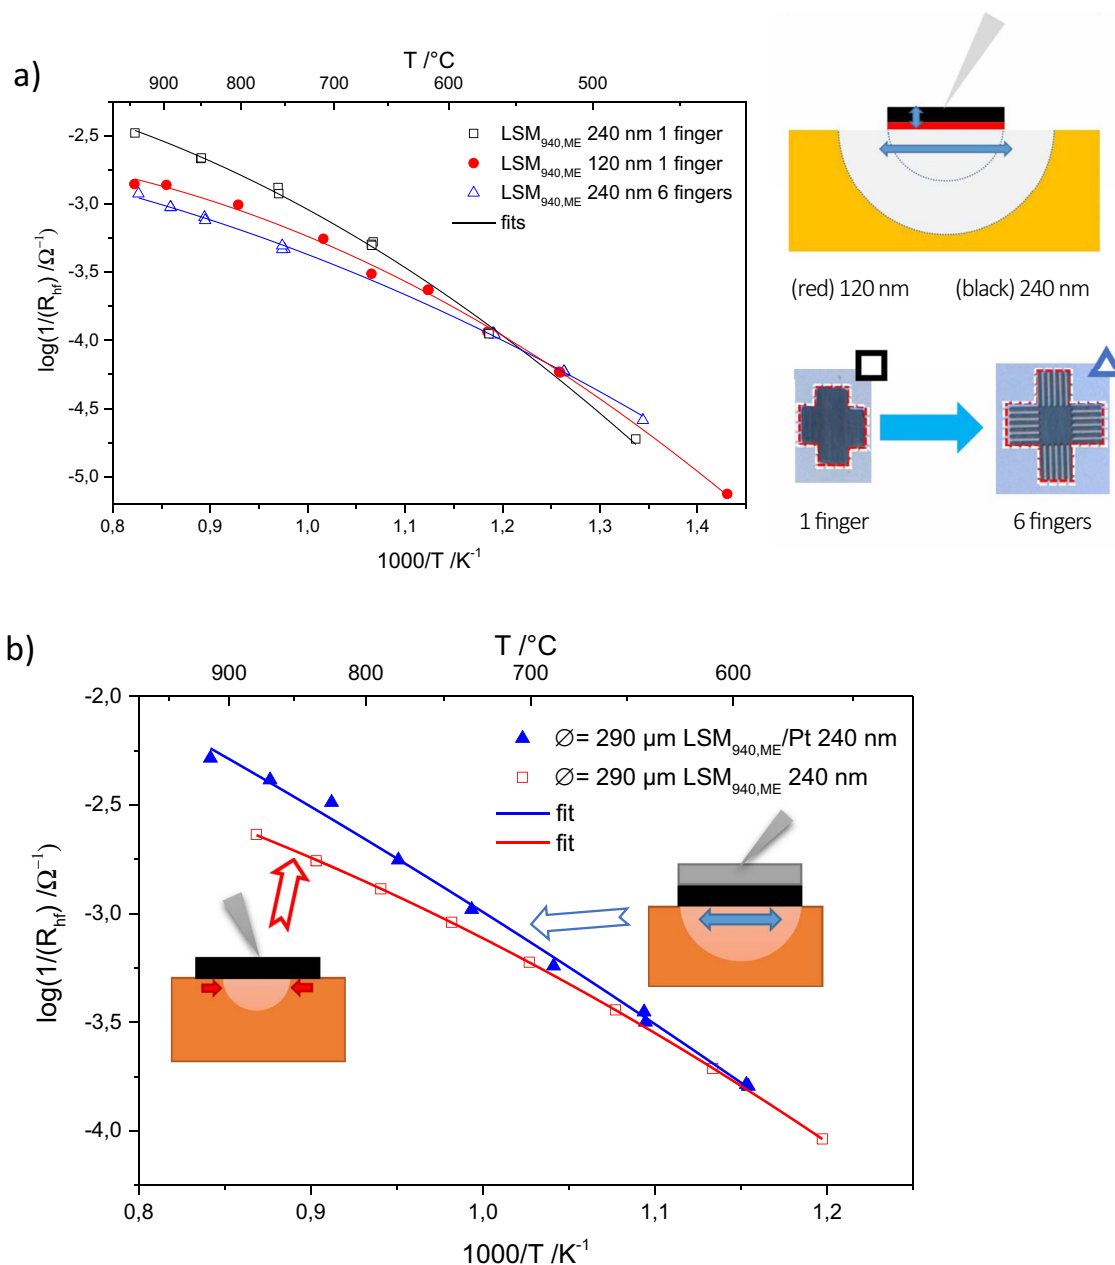 a)
T /°C
900 800 700 600 500
-2,5
-3,0
-3,5
-4,0
-4,5
-5,0
log(1/(R_hf) /Ω⁻¹)
LSM_940,ME 240 nm 1 finger
LSM_940,ME 120 nm 1 finger
LSM_940,ME 240 nm 6 fingers
fits
0,8 0,9 1,0 1,1 1,2 1,3 1,4
1000/T /K⁻¹
(red) 120 nm (black) 240 nm
1 finger 6 fingers
b)
T /°C
900 800 700 600
-2,0
-2,5
-3,0
-3,5
-4,0
log(1/(R_hf) /Ω⁻¹)
∅= 290 µm LSM_940,ME/Pt 240 nm
∅= 290 µm LSM_940,ME 240 nm
fit
fit
0,8 0,9 1,0 1,1 1,2
1000/T /K⁻¹